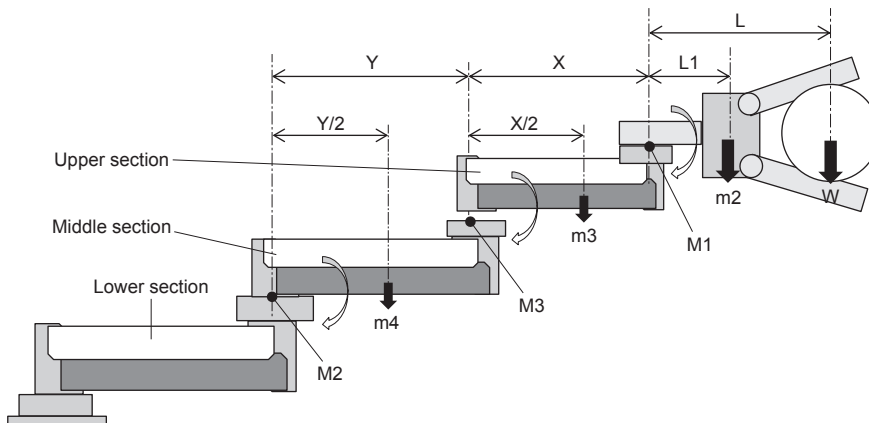 L
Y
X
L1
Y/2
X/2
Upper section
m2
W
m3
M1
Middle section
M3
Lower section
m4
M2